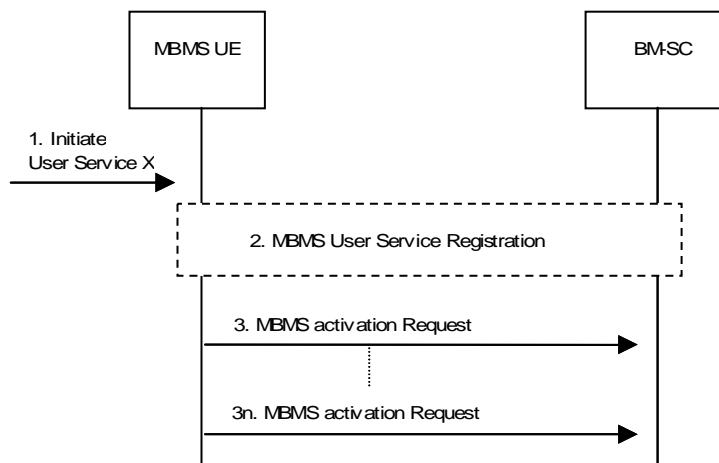 MBMS UE
BM-SC
1. Initiate
User Service X
2. MBMS User Service Registration
3. MBMS activation Request
3n. MBMS activation Request